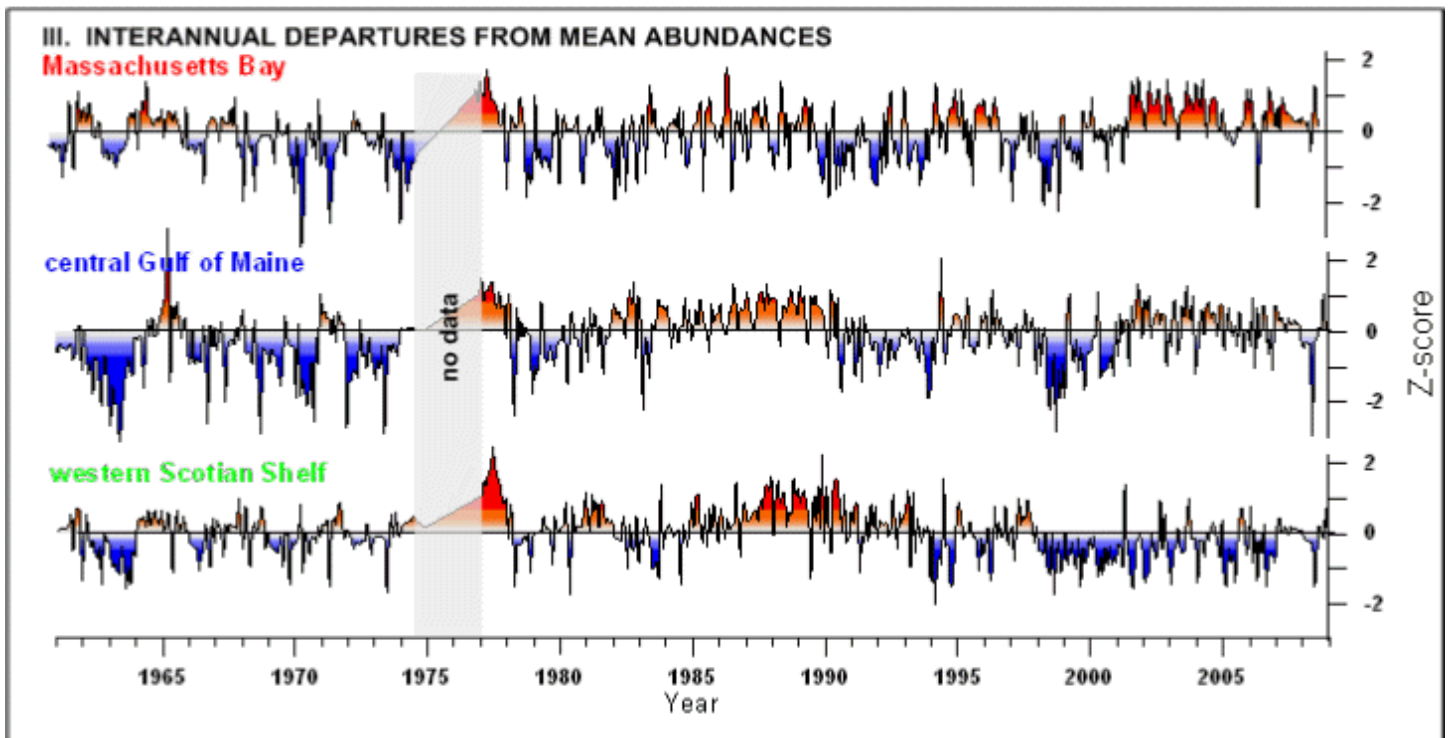 III. INTERANNUAL DEPARTURES FROM MEAN ABUNDANCES
Massachusetts Bay
2
0
-2
central Gulf of Maine
2
0
-2
no data
Z-score
western Scotian Shelf
2
0
-2
1965 1970 1975 1980 1985 1990 1995 2000 2005
Year